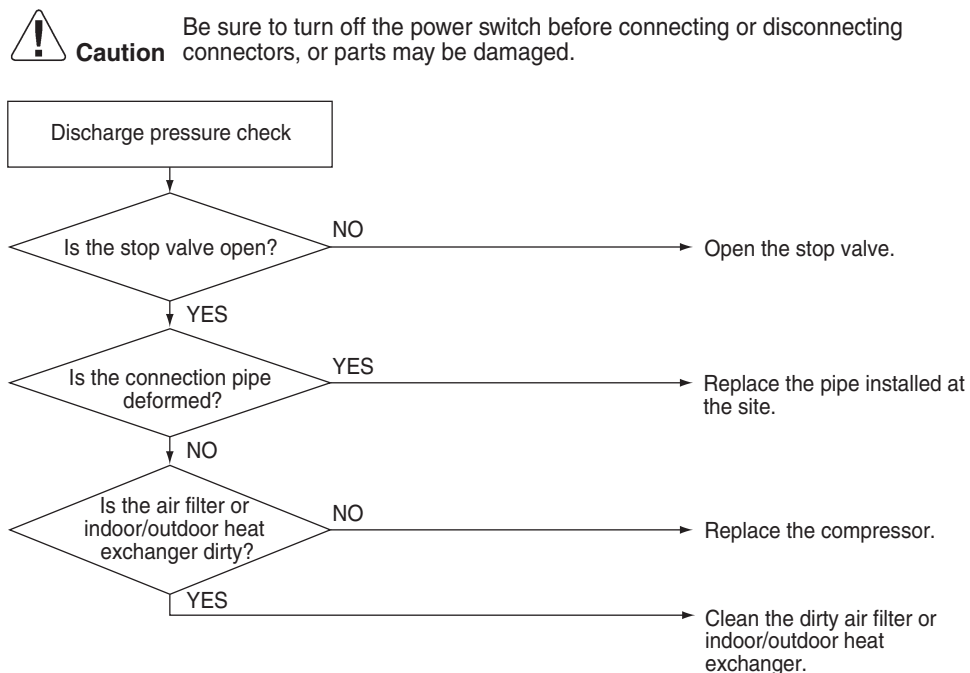 Be sure to turn off the power switch before connecting or disconnecting
Caution connectors, or parts may be damaged.
Discharge pressure check
Is the stop valve open?
NO
Open the stop valve.
YES
Is the connection pipe
deformed?
YES
Replace the pipe installed at
the site.
NO
Is the air filter or
indoor/outdoor heat
exchanger dirty?
NO
Replace the compressor.
YES
Clean the dirty air filter or
indoor/outdoor heat
exchanger.